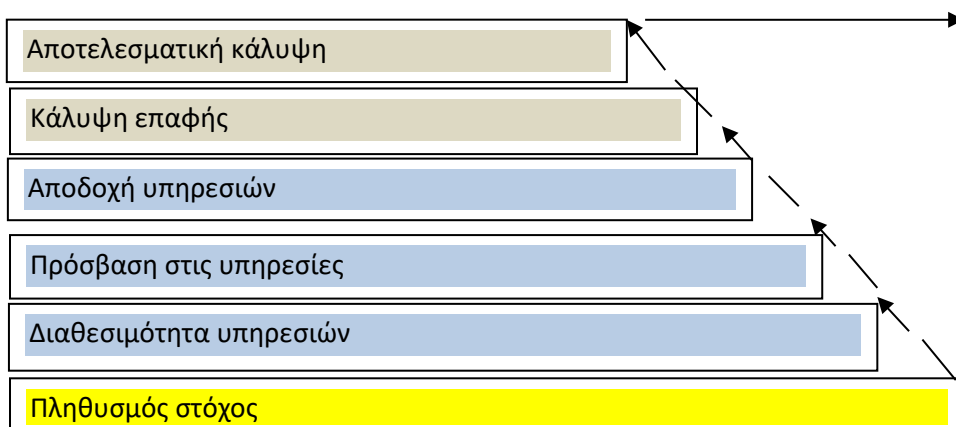 Αποτελεσματική κάλυψη
Κάλυψη επαφής
Αποδοχή υπηρεσιών
Πρόσβαση στις υπηρεσίες
Διαθεσιμότητα υπηρεσιών
Πληθυσμός στόχος